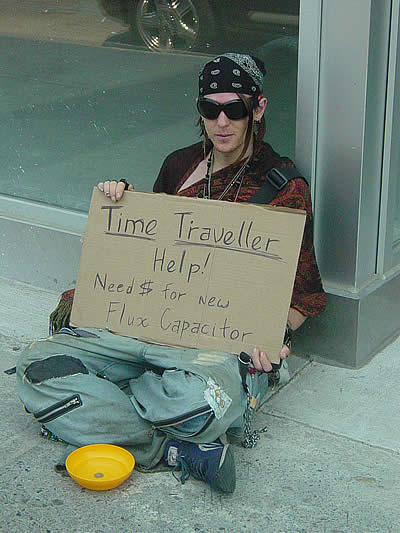 Time Traveller
Help!
Need $ for new
Flux Capacitor